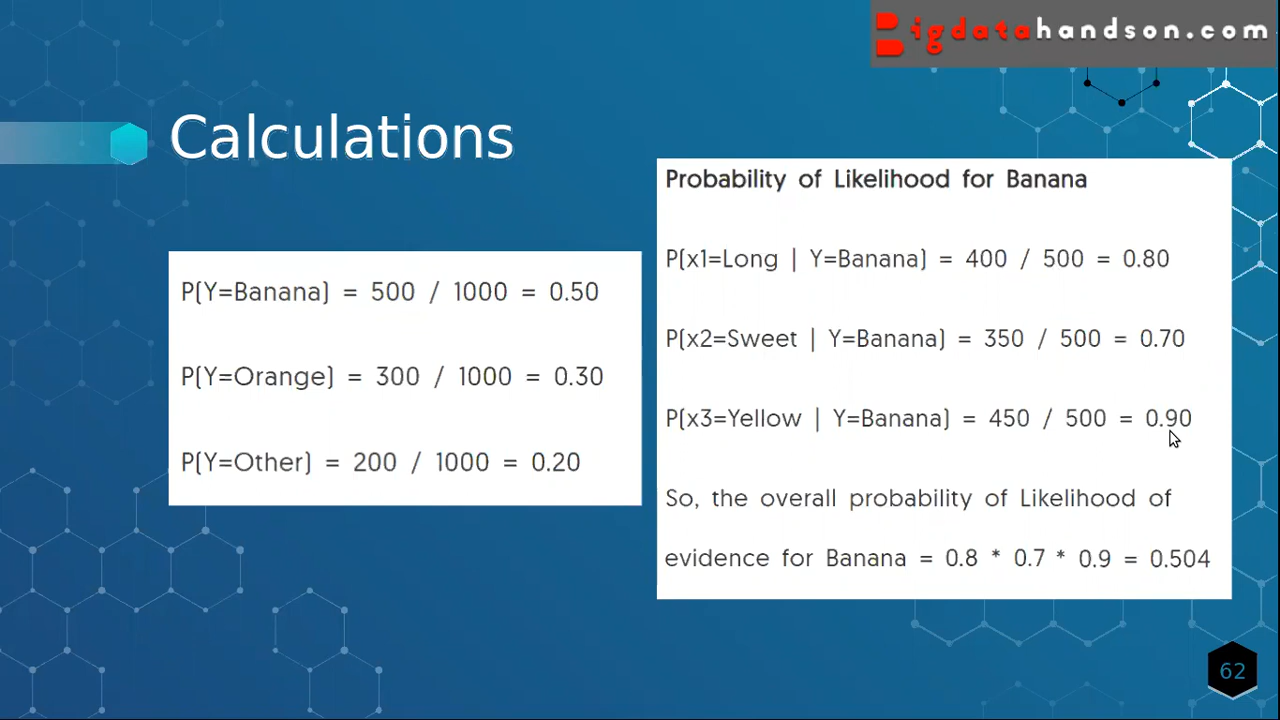 Bigdatahandson.com
Calculations
P(Y=Banana) = 500 / 1000 = 0.50
P(Y=Orange) = 300 / 1000 = 0.30
P(Y=Other) = 200 / 1000 = 0.20
Probability of Likelihood for Banana
P(x1=Long | Y=Banana) = 400 / 500 = 0.80
P(x2=Sweet | Y=Banana) = 350 / 500 = 0.70
P(x3=Yellow | Y=Banana) = 450 / 500 = 0.90
So, the overall probability of Likelihood of
evidence for Banana = 0.8 * 0.7 * 0.9 = 0.504
62